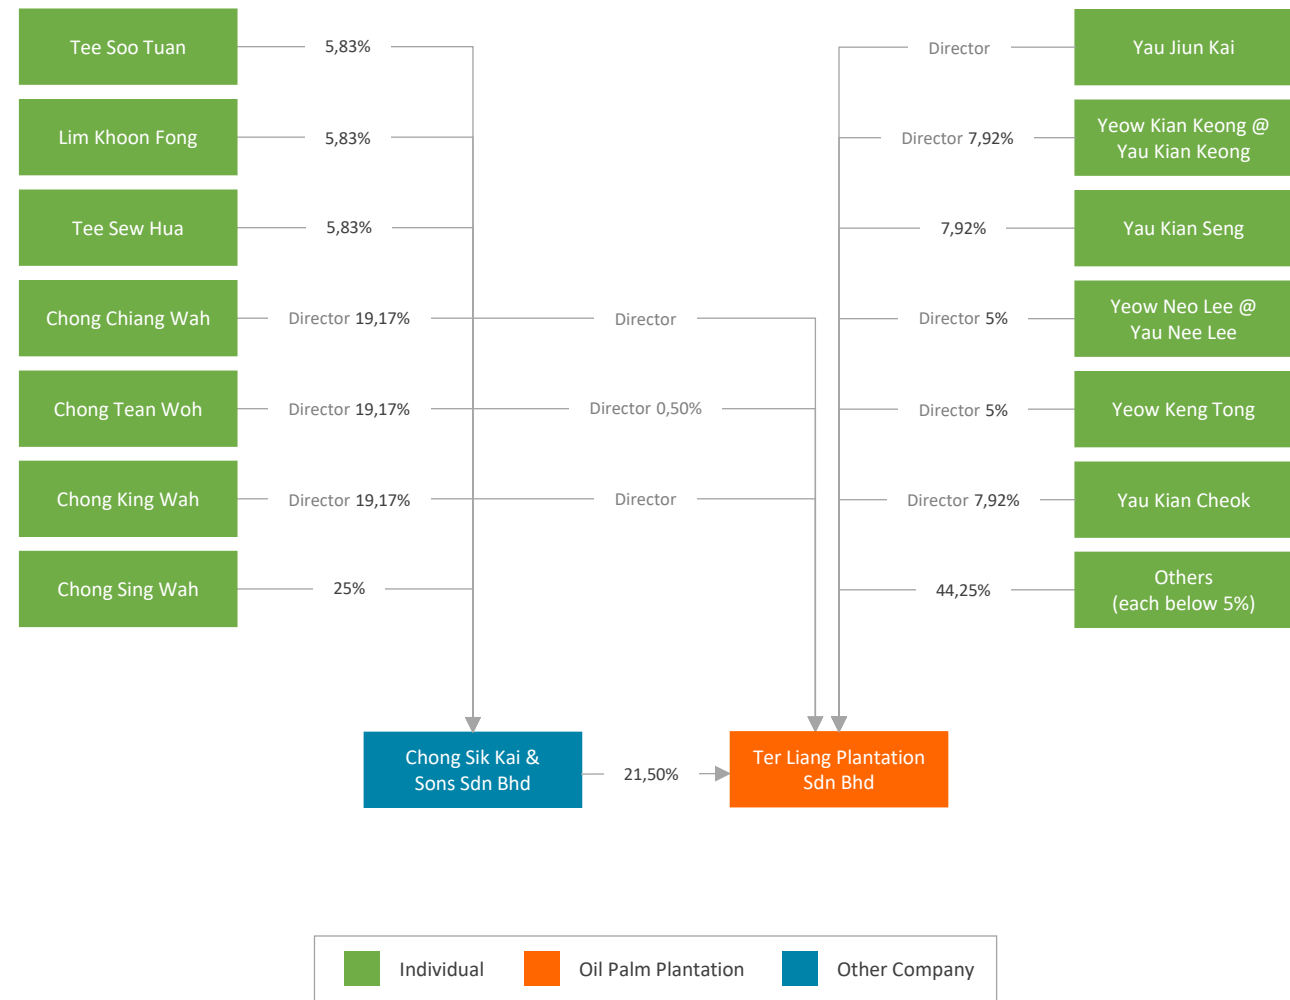 Tee Soo Tuan
5,83%
Director
Yau Jiun Kai
Lim Khoon Fong
5,83%
Director 7,92%
Yeow Kian Keong @
Yau Kian Keong
Tee Sew Hua
5,83%
7,92%
Yau Kian Seng
Chong Chiang Wah
Director 19,17%
Director
Director 5%
Yeow Neo Lee @
Yau Nee Lee
Chong Tean Woh
Director 19,17%
Director 0,50%
Director 5%
Yeow Keng Tong
Chong King Wah
Director 19,17%
Director
Director 7,92%
Yau Kian Cheok
Chong Sing Wah
25%
44,25%
Others
(each below 5%)
Chong Sik Kai &
Sons Sdn Bhd
21,50%
Ter Liang Plantation
Sdn Bhd
Individual
Oil Palm Plantation
Other Company